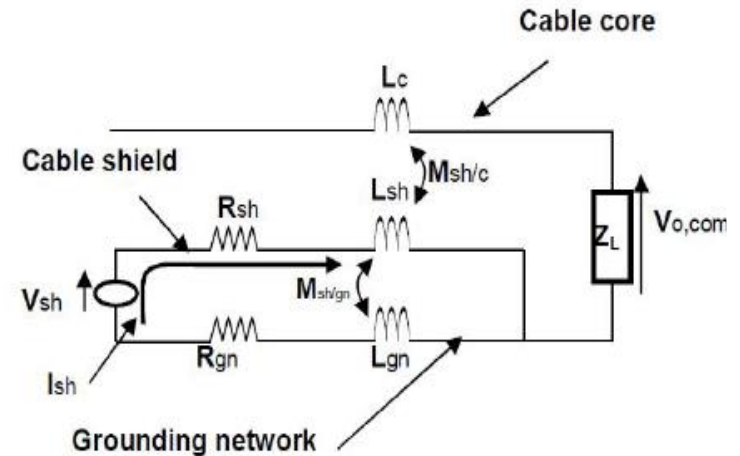 Cable core
Lc
Cable shield
Msh/c
Lsh
Rsh
ZL
Vo,com
Vsh
Msh/gn
Rgn
Lgn
Ish
Grounding network